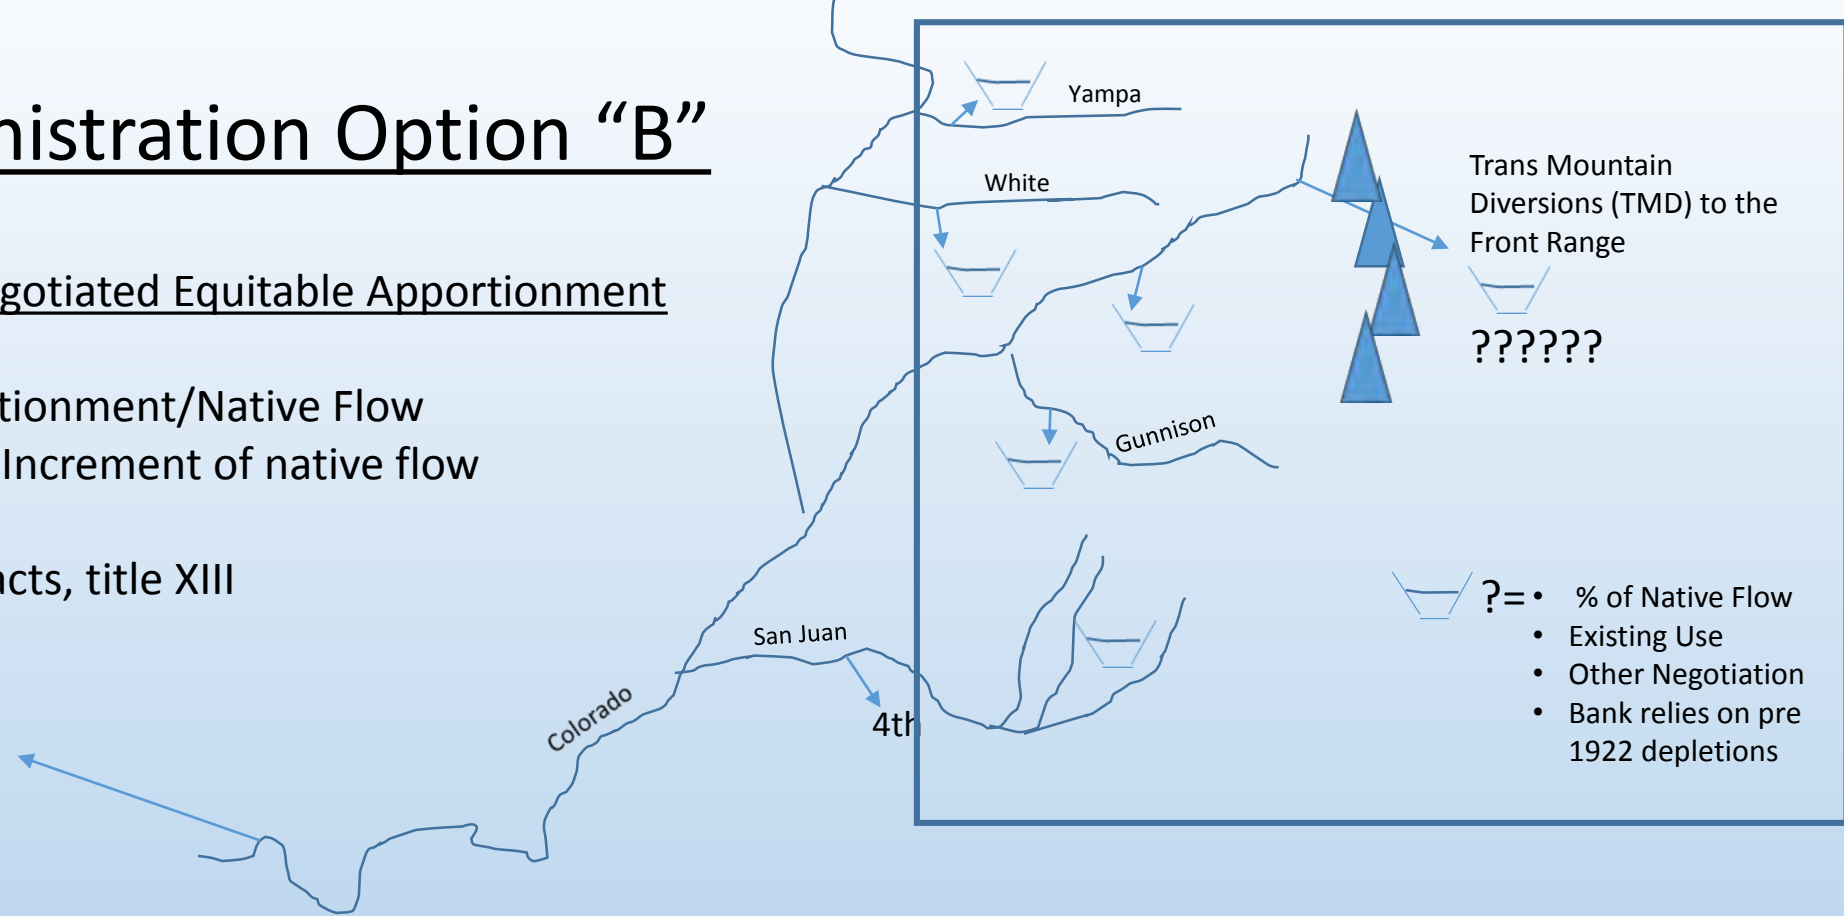 nistration Option “B”
gotiated Equitable Apportionment
tionment/Native Flow
Increment of native flow
acts, title XIII
Yampa
White
Trans Mountain
Diversions (TMD) to the
Front Range
??????
Gunnison
San Juan
4th
Colorado
?= • % of Native Flow
• Existing Use
• Other Negotiation
• Bank relies on pre
1922 depletions